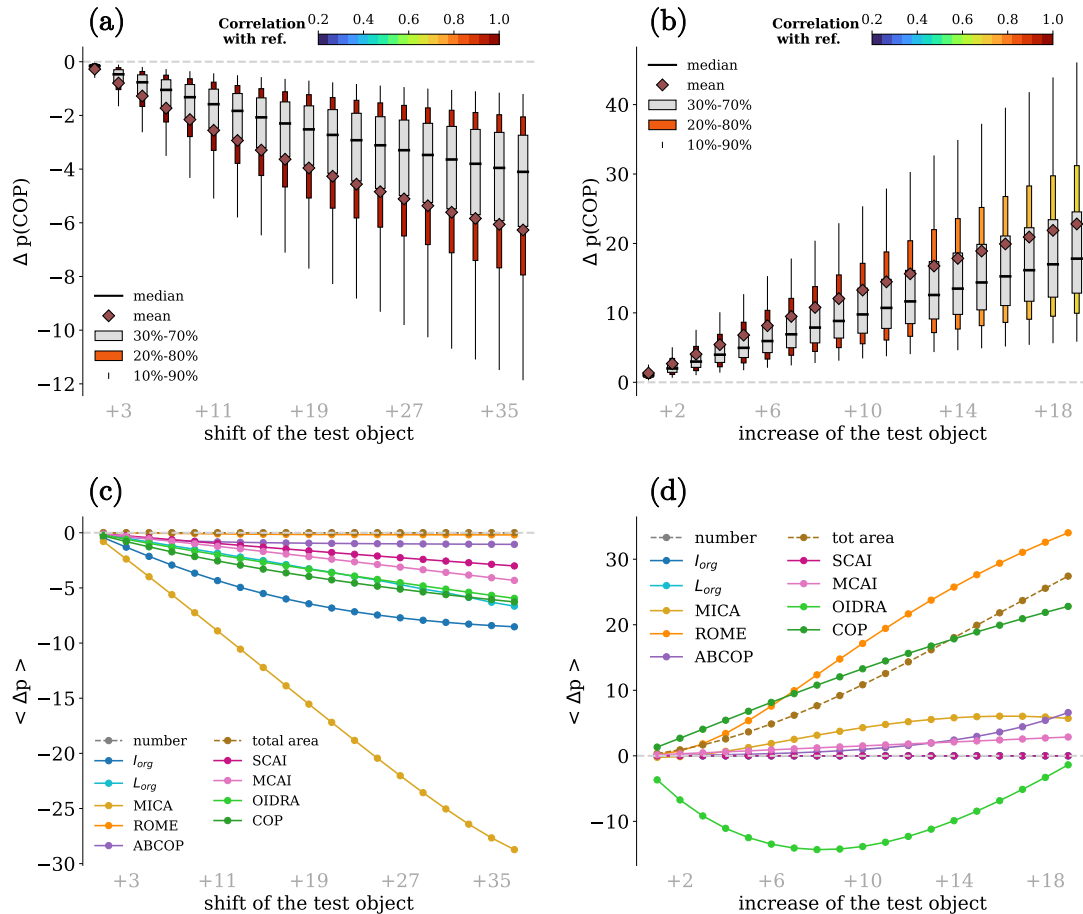 (a)
Correlation
with ref.
0.2 0.4 0.6 0.8 1.0
0
−2
−4
−6
−8
−10
−12
Δ p(COP)
median
mean
30%-70%
20%-80%
10%-90%
+3 +11 +19 +27 +35
shift of the test object
(b)
Correlation
with ref.
0.2 0.4 0.6 0.8 1.0
median
mean
30%-70%
20%-80%
10%-90%
40
30
20
10
0
Δ p(COP)
+2 +6 +10 +14 +18
increase of the test object
(c)
0
−5
−10
−15
−20
−25
−30
< Δp >
number
I_org
L_org
MICA
ROME
ABCOP
total area
SCAI
MCAI
OIDRA
COP
+3 +11 +19 +27 +35
shift of the test object
(d)
30
20
10
0
−10
< Δp >
number
I_org
L_org
MICA
ROME
ABCOP
tot area
SCAI
MCAI
OIDRA
COP
+2 +6 +10 +14 +18
increase of the test object